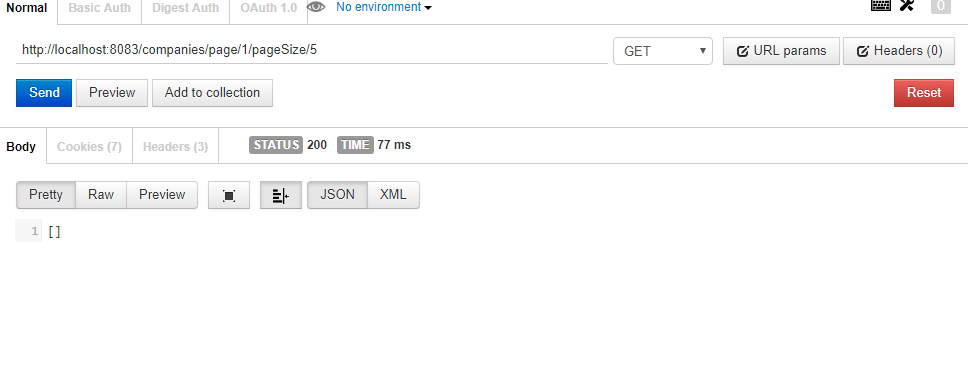 Normal Basic Auth Digest Auth OAuth 1.0 No environment 0
http://localhost:8083/companies/page/1/pageSize/5 GET URL params Headers (0)
Send Preview Add to collection Reset
Body Cookies (7) Headers (3) STATUS 200 TIME 77 ms
Pretty Raw Preview JSON XML
1 []